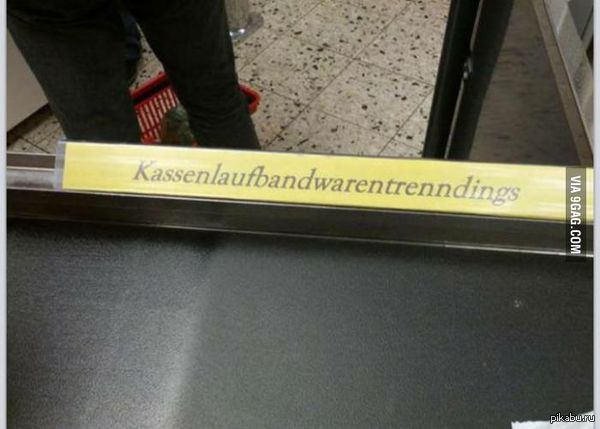 Kassenlaufbandwarentrenndings
VIA 9GAG.COM
pikabu.ru